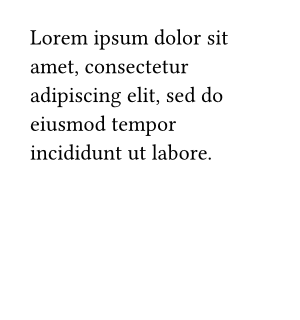 Lorem ipsum dolor sit
amet, consectetur
adipiscing elit, sed do
eiusmod tempor
incididunt ut labore.